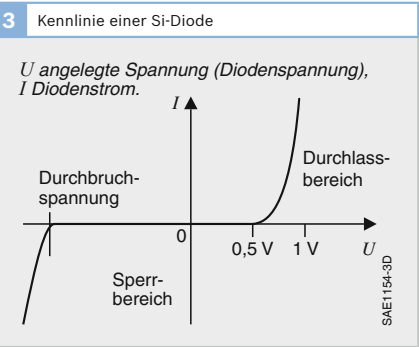 3 Kennlinie einer Si-Diode
U angelegte Spannung (Diodenspannung),
I Diodenstrom.
I
Durchlass-
bereich
Durchbruch-
spannung
0
0,5 V
1 V
U
Sperr-
bereich
SAE1154-3D